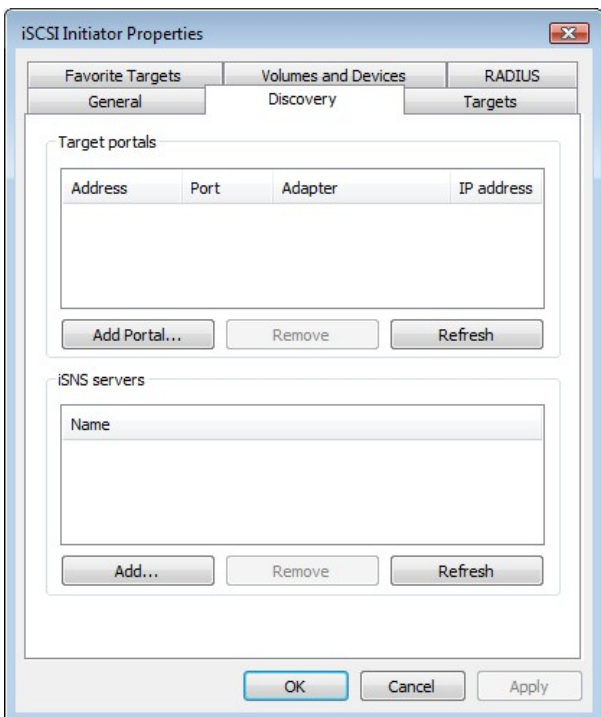 iSCSI Initiator Properties
Favorite Targets Volumes and Devices RADIUS
General Discovery Targets
Target portals
Address Port Adapter IP address
Add Portal... Remove Refresh
iSNS servers
Name
Add... Remove Refresh
OK Cancel Apply